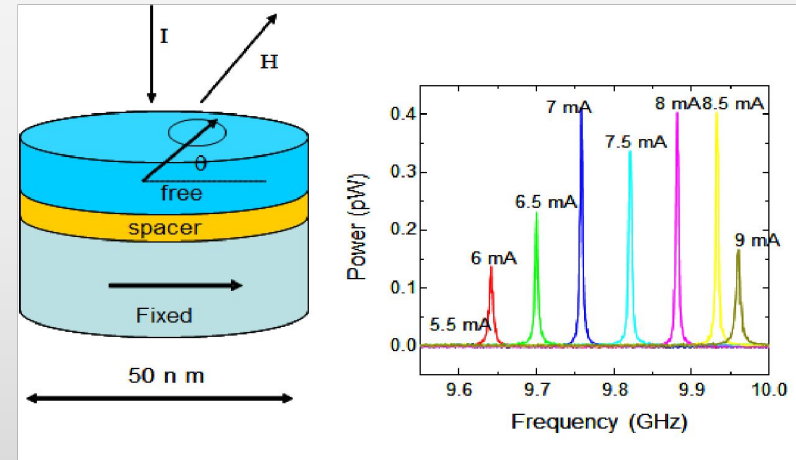 I
H
θ
free
spacer
Fixed
50 n m
7 mA
8 mA
8.5 mA
7.5 mA
6.5 mA
9 mA
6 mA
5.5 mA
0.4
0.3
0.2
0.1
0.0
Power (pW)
9.6 9.7 9.8 9.9 10.0
Frequency (GHz)